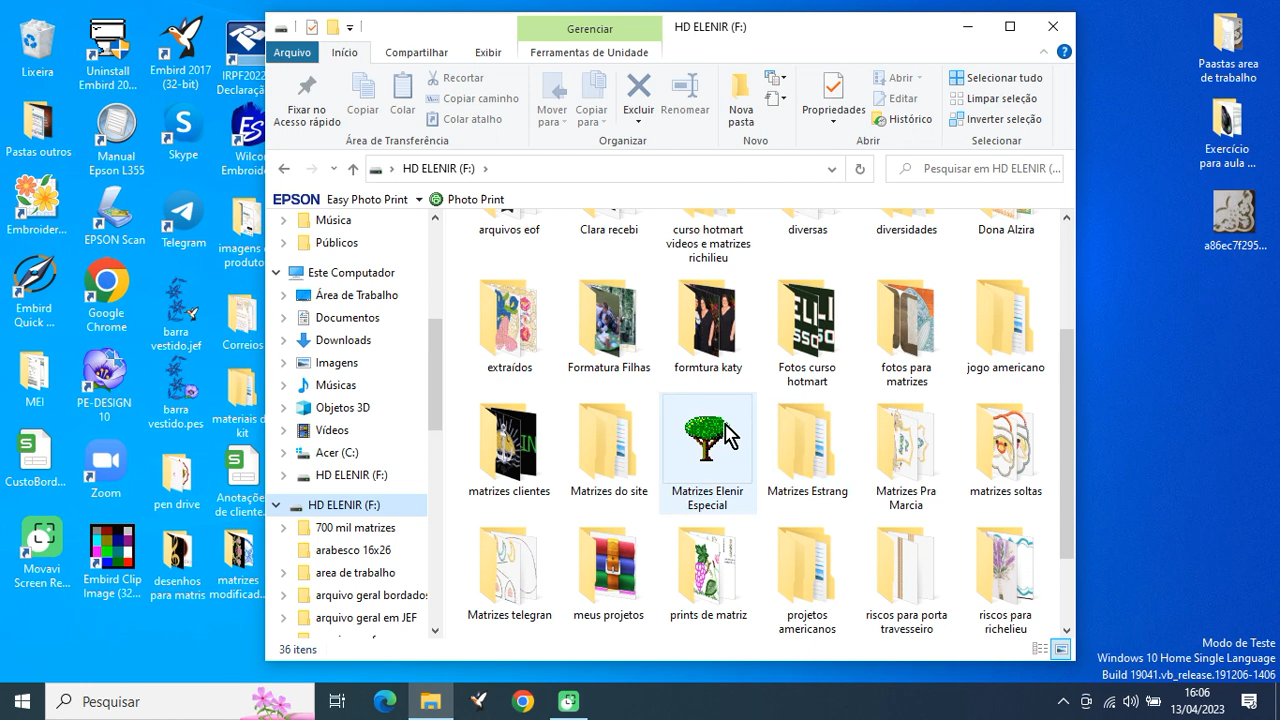 HD ELENIR (F:)
Gerenciar
Arquivo
Início
Compartilhar
Exibir
Ferramentas de Unidade
Fixar no
Acesso rápido
Copiar
Colar
Recortar
Copiar caminho
Colar atalho
Área de Transferência
Mover
para
Copiar
para
Excluir
Renomear
Organizar
Nova
pasta
Novo
Propriedades
Abrir
Editar
Histórico
Abrir
Selecionar tudo
Limpar seleção
Inverter seleção
Selecionar
HD ELENIR (F:)
Pesquisar em HD ELENIR (...
EPSON Easy Photo Print
Photo Print
Música
Públicos
Este Computador
Área de Trabalho
Documentos
Downloads
Imagens
Músicas
Objetos 3D
Vídeos
Acer (C:)
HD ELENIR (F:)
HD ELENIR (F:)
700 mil matrizes
arabesco 16x26
area de trabalho
arquivo geral bordados
arquivo geral em JEF
arquivos eof
Clara recebi
curso hotmart
videos e matrizes
richilieu
diversas
diversidades
Dona Alzira
extraídos
Formatura Filhas
formtura katy
Fotos curso
hotmart
fotos para
matrizes
jogo americano
matrizes clientes
Matrizes do site
Matrizes Elenir
Especial
Matrizes Estrang
Matrizes Pra
Marcia
matrizes soltas
Matrizes telegran
meus projetos
prints de matriz
projetos
americanos
riscos para porta
travesseiro
riscos para
richelieu
36 itens
Lixeira
Uninstall
Embird 20...
Embird 2017
(32-bit)
IRPF2022
Declaraçã
Pastas outros
Manual
Epson L355
Skype
Wilcon
Embroide
Embroider...
EPSON Scan
Telegram
imagens d
produto
Embird
Quick ...
Google
Chrome
barra
vestido.jef
Correios
MEI
PE-DESIGN
10
barra
vestido.pes
materiais d
kit
CustoBord...
Zoom
pen drive
Anotações
de cliente.
Movavi
Screen Re...
Embird Clip
Image (32...
desenhos
para matris
matrizes
modificad...
Paastas area
de trabalho
Exercício
para aula ...
a86ec7f295...
Modo de Teste
Windows 10 Home Single Language
Build 19041.vb_release.191206-1406
Pesquisar
16:06
13/04/2023